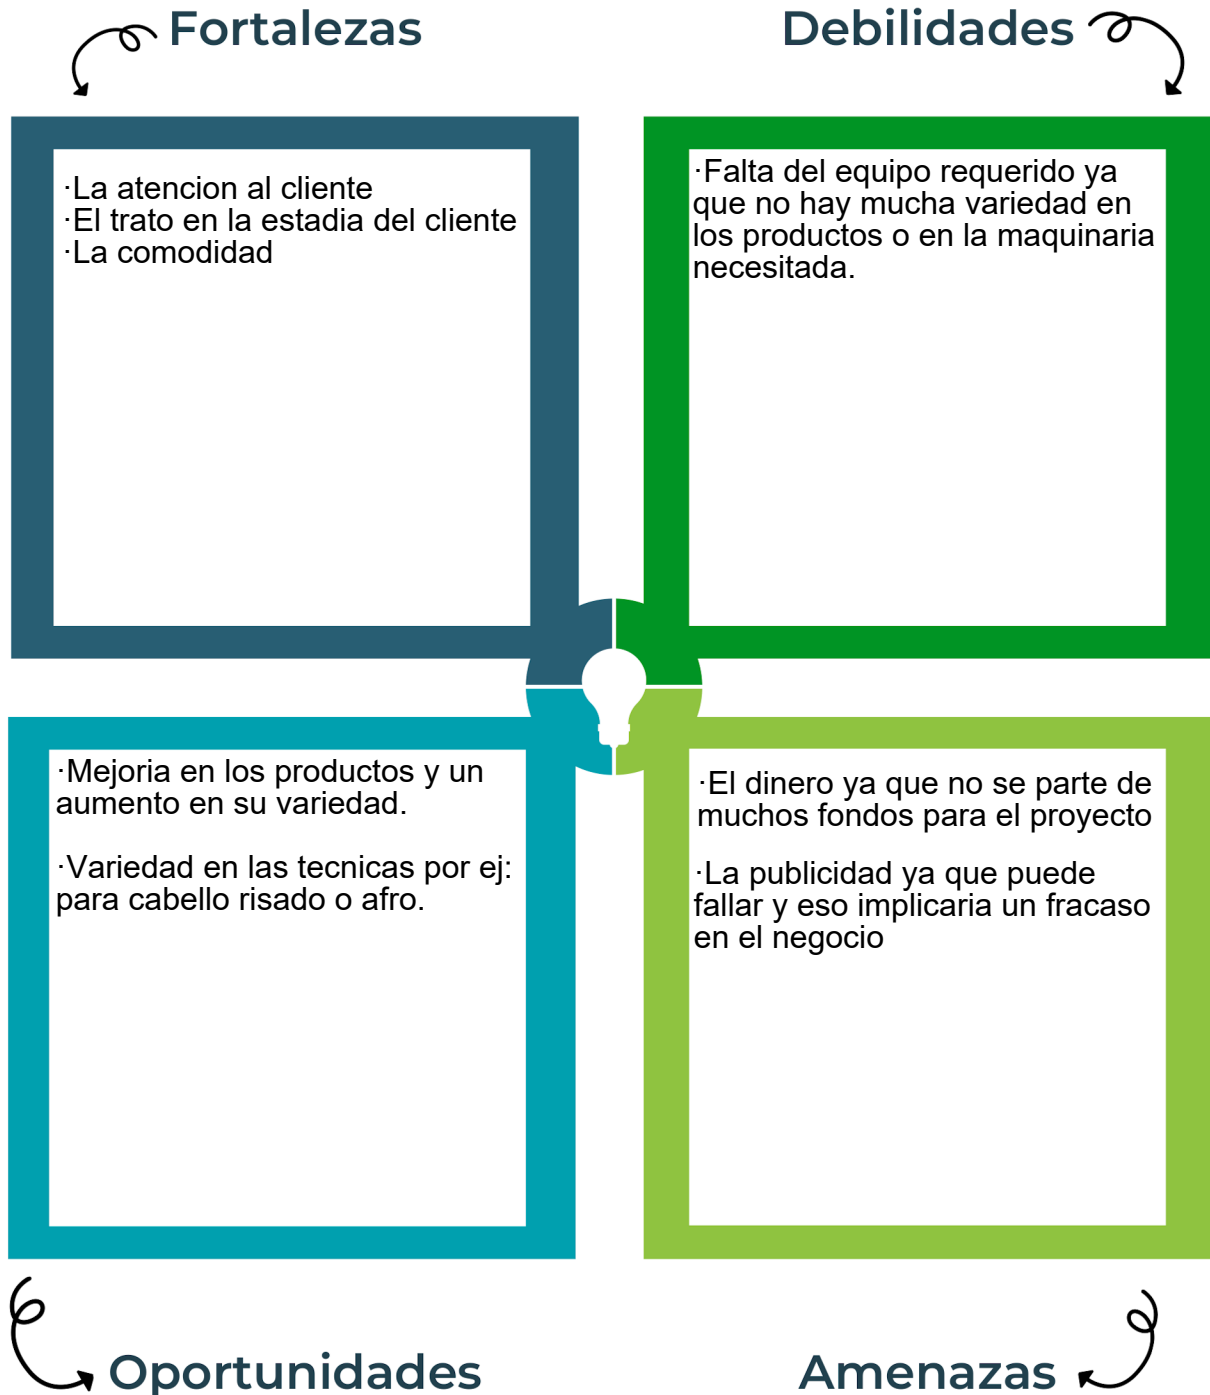 Fortalezas
·La atencion al cliente
·El trato en la estadia del cliente
·La comodidad
Debilidades
·Falta del equipo requerido ya
que no hay mucha variedad en
los productos o en la maquinaria
necesitada.
·Mejoria en los productos y un
aumento en su variedad.
·Variedad en las tecnicas por ej:
para cabello risado o afro.
Oportunidades
·El dinero ya que no se parte de
muchos fondos para el proyecto
·La publicidad ya que puede
fallar y eso implicaria un fracaso
en el negocio
Amenazas